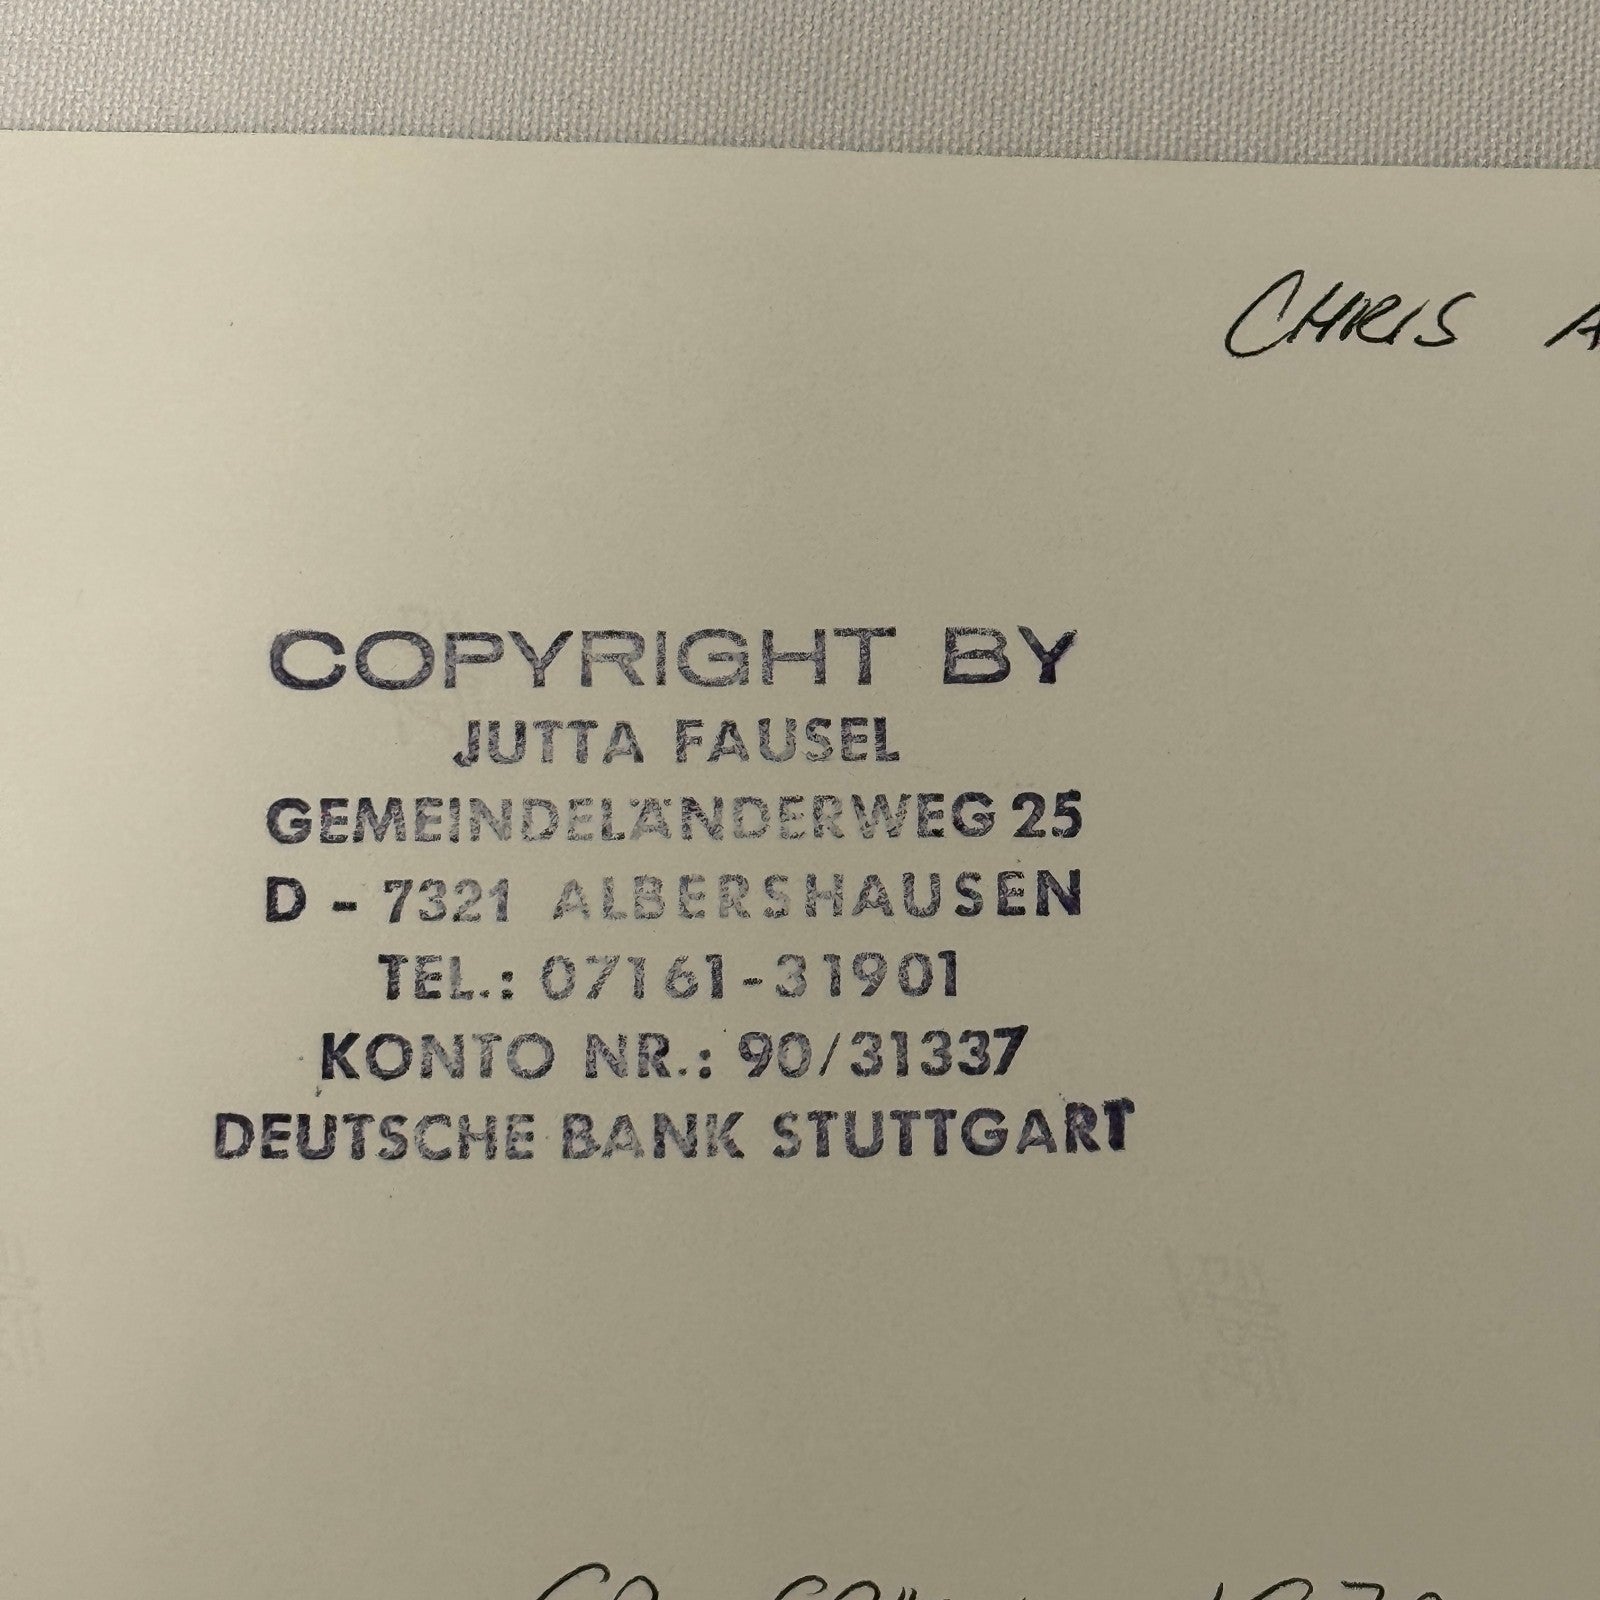 CHRIS A
COPYRIGHT BY
JUTTA FAUSEL
GEMEINDELÄNDERWEG 25
D - 7321 ALBERSHAUSEN
TEL.: 07161-31901
KONTO NR.: 90/31337
DEUTSCHE BANK STUTTGART